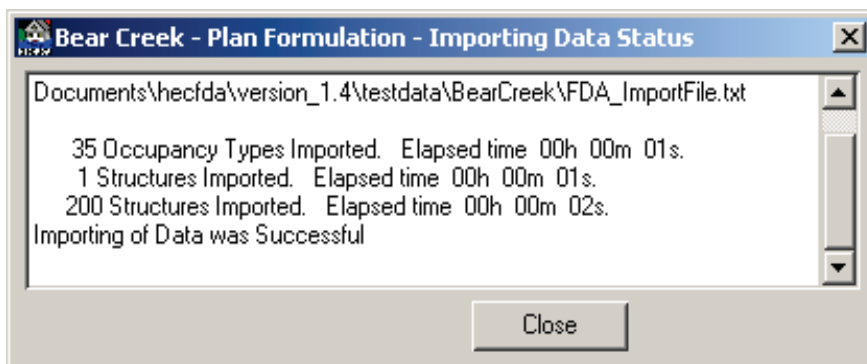 Bear Creek - Plan Formulation - Importing Data Status
Documents\hecfda\version_1.4\testdata\BearCreek\FDA_ImportFile.txt
35 Occupancy Types Imported. Elapsed time 00h 00m 01s.
1 Structures Imported. Elapsed time 00h 00m 01s.
200 Structures Imported. Elapsed time 00h 00m 02s.
Importing of Data was Successful
Close